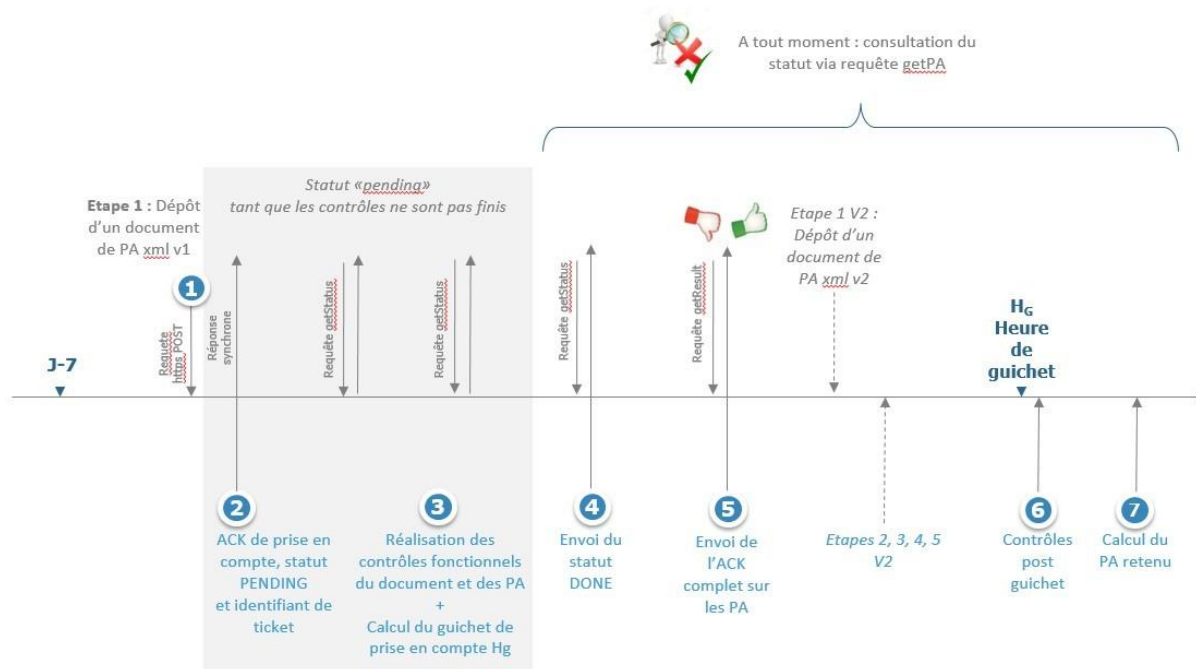 A tout moment : consultation du
statut via requête getPA
Statut «pending»
tant que les contrôles ne sont pas finis
Etape 1 : Dépôt
d'un document
de PA xml v1
Etape 1 V2 :
Dépôt d'un
document de
PA xml v2
1
Requete
https POST
Réponse
synchrone
Requête getStatus
Requête getStatus
Requête getStatus
Requête getResult
J-7
HG
Heure
de
guichet
2
ACK de prise en
compte, statut
PENDING
et identifiant de
ticket
3
Réalisation des
contrôles fonctionnels
du document et des PA
+
Calcul du guichet de
prise en compte Hg
4
Envoi du
statut
DONE
5
Envoi de
l'ACK
complet sur
les PA
Etapes 2, 3, 4, 5
V2
6
Contrôles
post
guichet
7
Calcul du
PA retenu